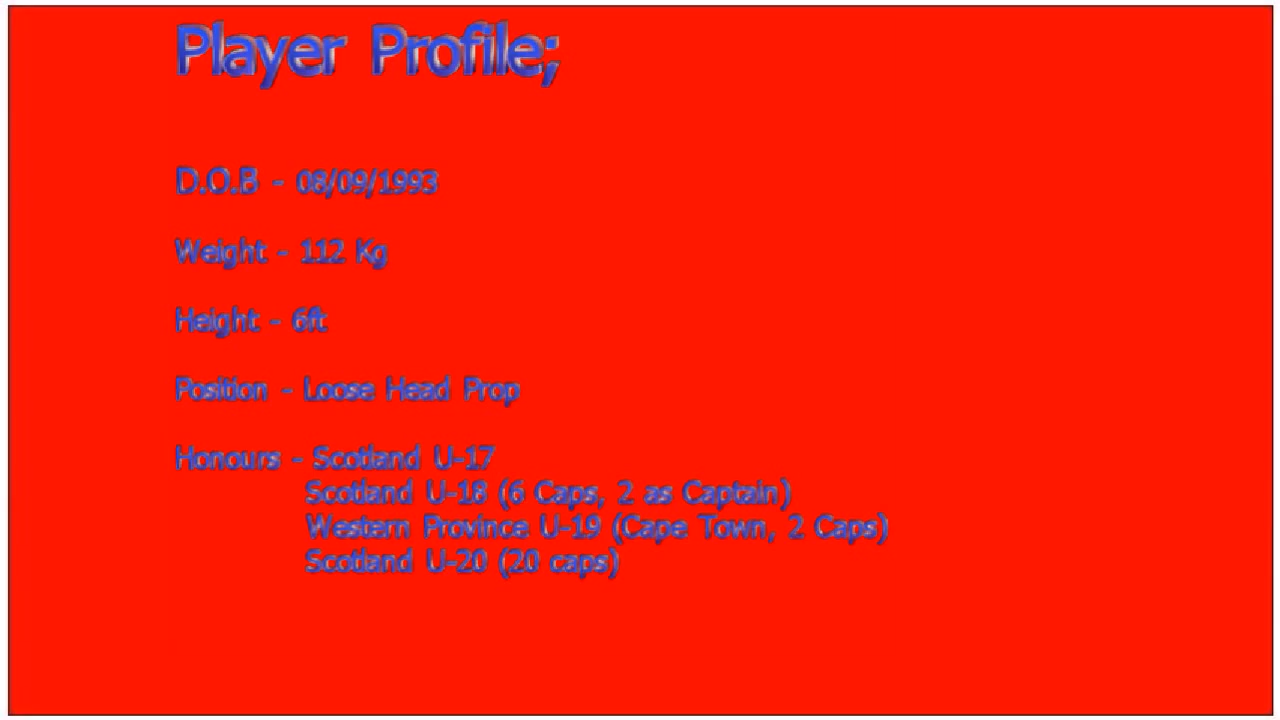 Player Profile;
D.O.B - 08/09/1993
Weight - 112 Kg
Height - 6ft
Position - Loose Head Prop
Honours - Scotland U-17
Scotland U-18 (6 Caps, 2 as Captain)
Western Province U-19 (Cape Town, 2 Caps)
Scotland U-20 (20 caps)